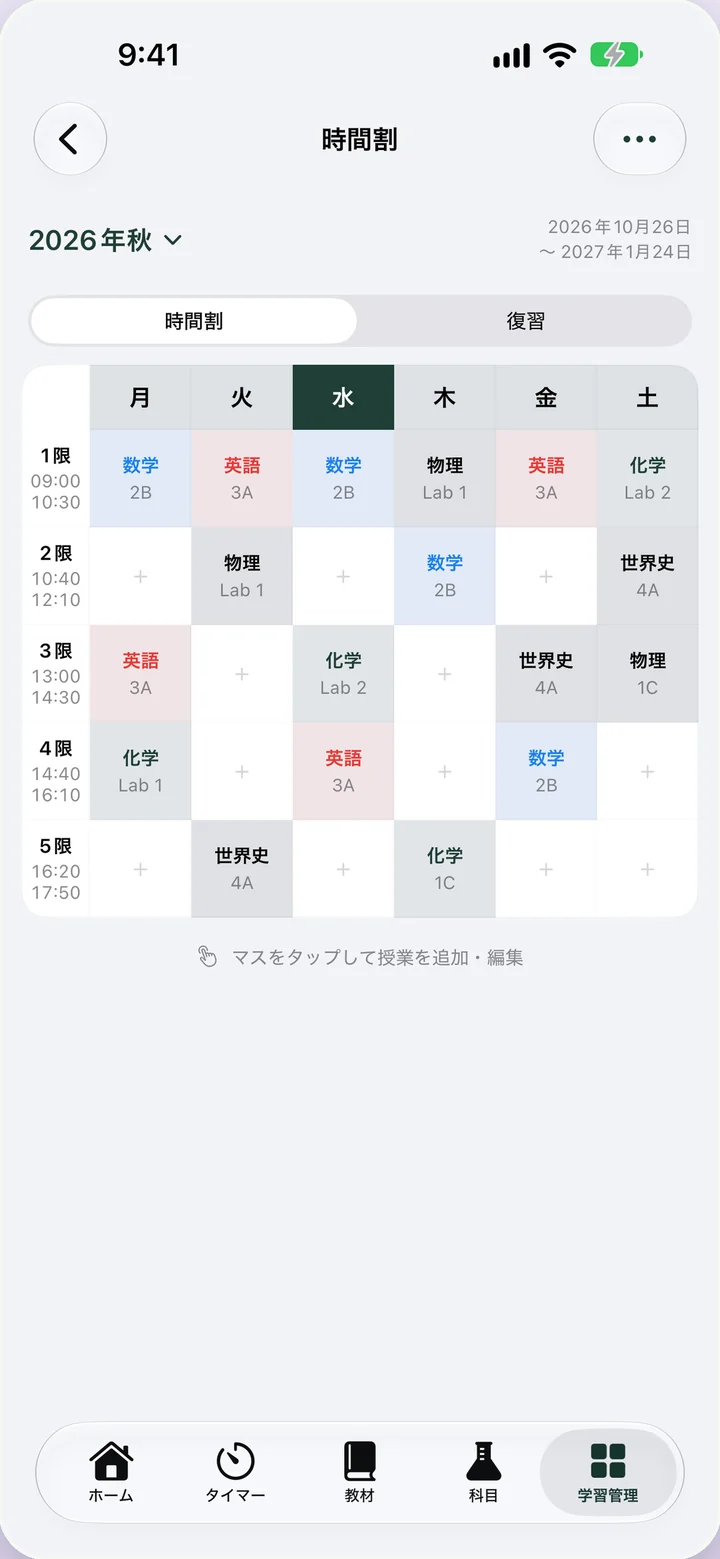 9:41
時間割
2026年秋
2026年10月26日
〜 2027年1月24日
時間割 復習
月 火 水 木 金 土
1限 09:00 10:30
数学 2B
英語 3A
数学 2B
物理 Lab 1
英語 3A
化学 Lab 2
2限 10:40 12:10
+
物理 Lab 1
+
数学 2B
+
世界史 4A
3限 13:00 14:30
英語 3A
+
化学 Lab 2
+
世界史 4A
物理 1C
4限 14:40 16:10
化学 Lab 1
+
英語 3A
+
数学 2B
+
5限 16:20 17:50
+
世界史 4A
+
化学 1C
+
+
マスをタップして授業を追加・編集
ホーム タイマー 教材 科目 学習管理